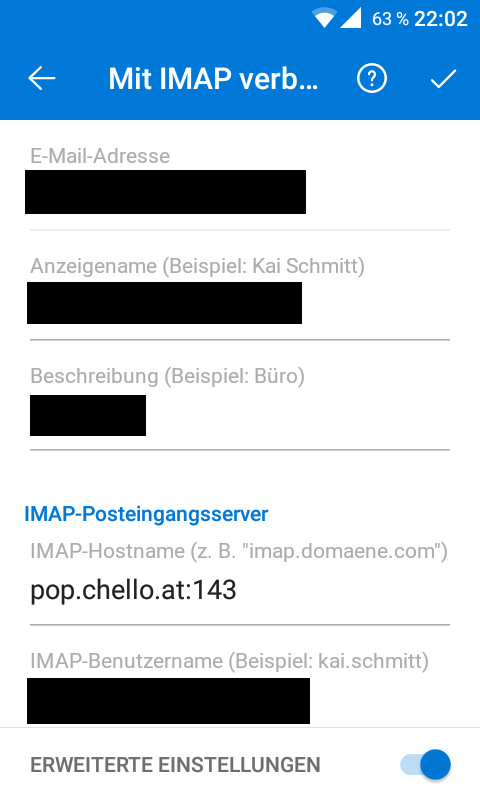 63 % 22:02
Mit IMAP verb...
E-Mail-Adresse
Anzeigename (Beispiel: Kai Schmitt)
Beschreibung (Beispiel: Büro)
IMAP-Posteingangsserver
IMAP-Hostname (z. B. "imap.domaene.com")
pop.chello.at:143
IMAP-Benutzername (Beispiel: kai.schmitt)
ERWEITERTE EINSTELLUNGEN